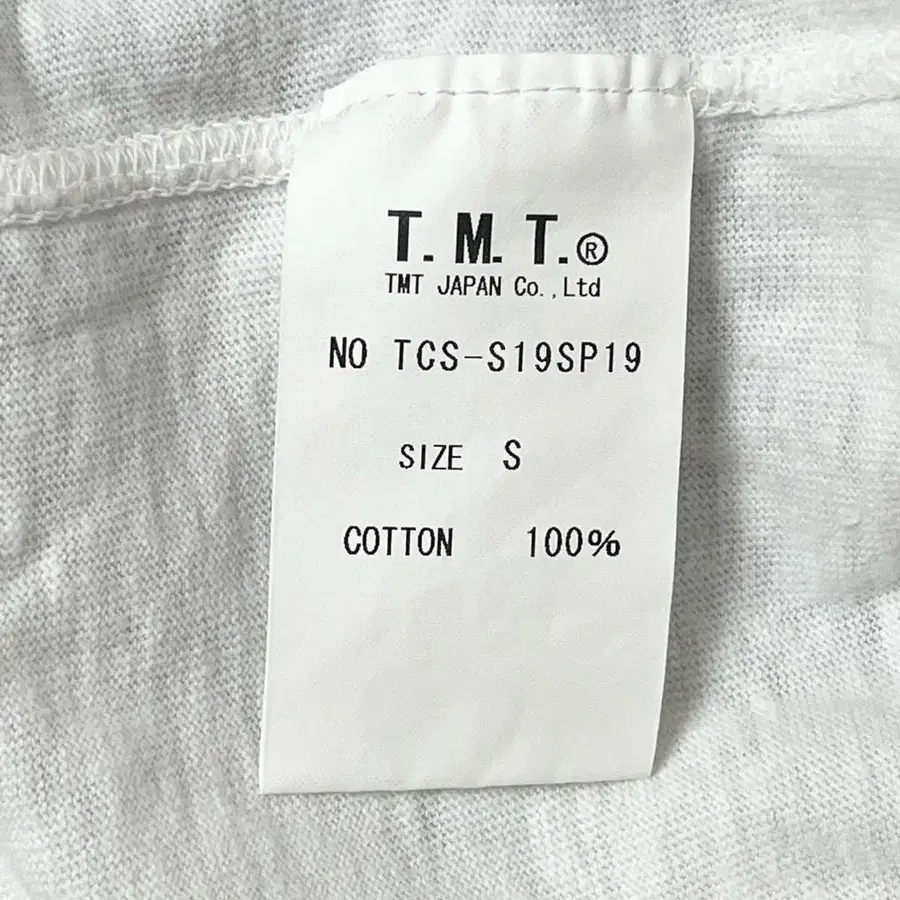 T.M.T.®
TMT JAPAN Co.,Ltd
NO TCS-S19SP19
SIZE S
COTTON 100%